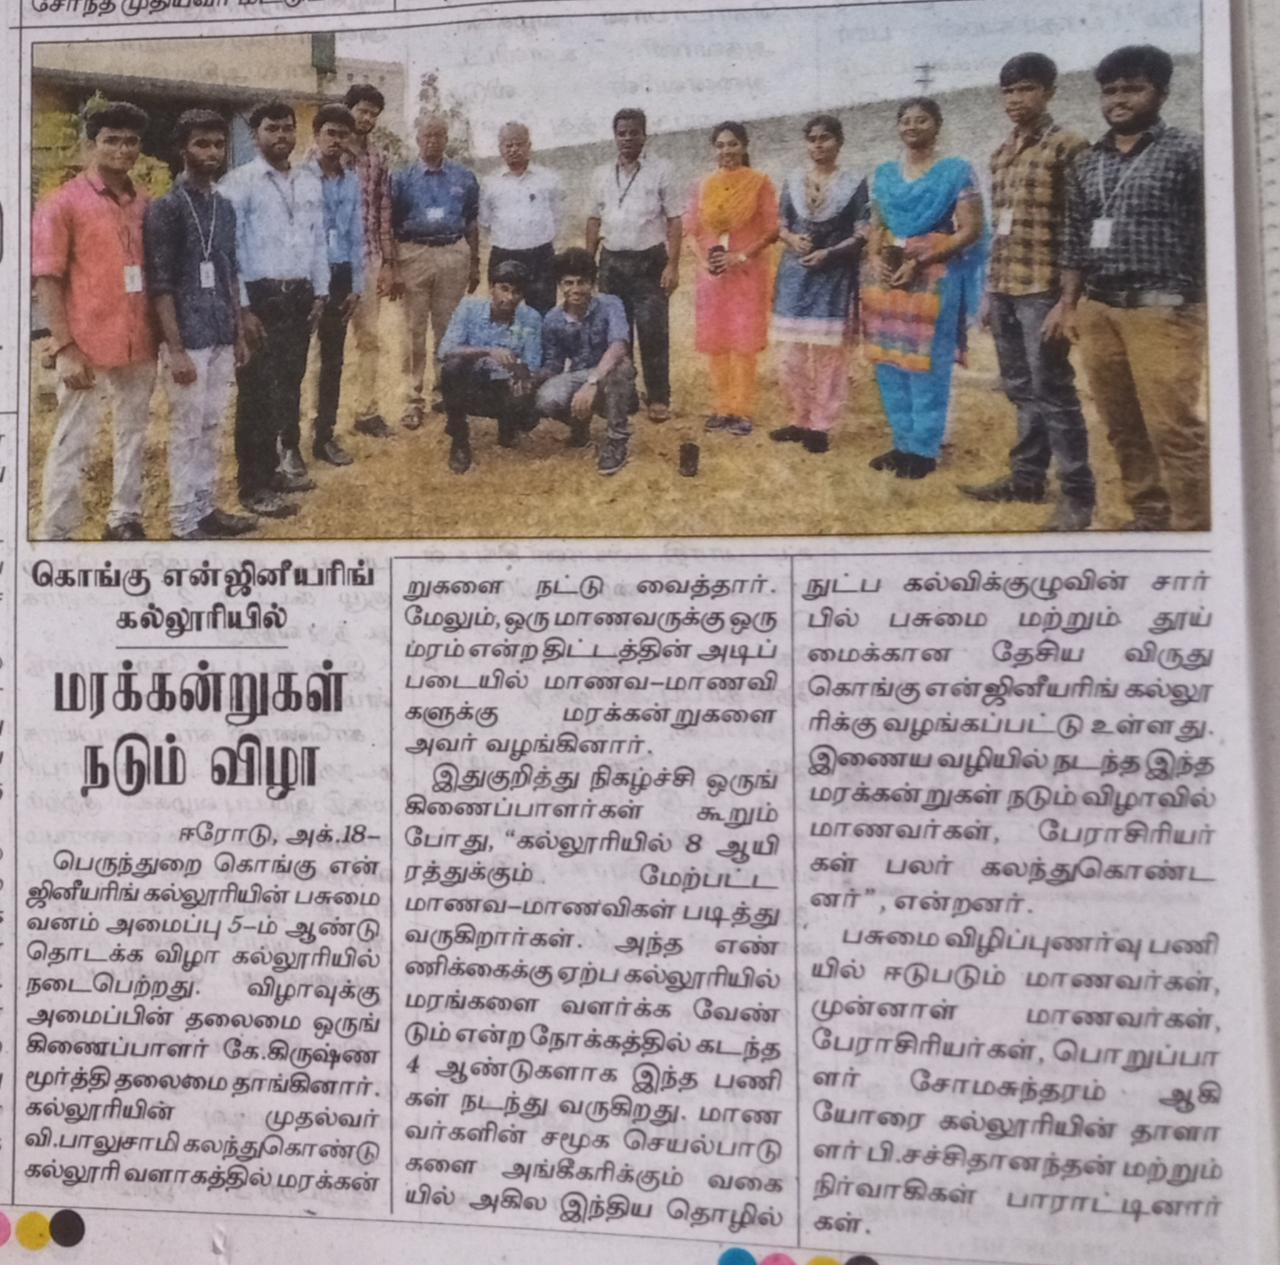 சேர்ந்த முதியவர்
கொங்கு என்ஜினீயரிங்
கல்லூரியில்
மரக்கன்றுகள்
நடும் விழா
ஈரோடு, அக்.18–
பெருந்துறை கொங்கு என்
ஜினீயரிங் கல்லூரியின் பசுமை
வனம் அமைப்பு 5–ம் ஆண்டு
தொடக்க விழா கல்லூரியில்
நடைபெற்றது. விழாவுக்கு
அமைப்பின் தலைமை ஒருங்
கிணைப்பாளர் கே.கிருஷ்ண
மூர்த்தி தலைமை தாங்கினார்.
கல்லூரியின் முதல்வர்
வி.பாலுசாமி கலந்துகொண்டு
கல்லூரி வளாகத்தில் மரக்கன்
றுகளை நட்டு வைத்தார்.
மேலும், ஒரு மாணவருக்கு ஒரு
மரம் என்ற திட்டத்தின் அடிப்
படையில் மாணவ–மாணவி
களுக்கு மரக்கன்றுகளை
அவர் வழங்கினார்.
இதுகுறித்து நிகழ்ச்சி ஒருங்
கிணைப்பாளர்கள் கூறும்
போது, “கல்லூரியில் 8 ஆயி
ரத்துக்கும் மேற்பட்ட
மாணவ–மாணவிகள் படித்து
வருகிறார்கள். அந்த எண்
ணிக்கைக்கு ஏற்ப கல்லூரியில்
மரங்களை வளர்க்க வேண்
டும் என்ற நோக்கத்தில் கடந்த
4 ஆண்டுகளாக இந்த பணி
கள் நடந்து வருகிறது. மாண
வர்களின் சமூக செயல்பாடு
களை அங்கீகரிக்கும் வகை
யில் அகில இந்திய தொழில்
நுட்ப கல்விக்குழுவின் சார்
பில் பசுமை மற்றும் தூய்
மைக்கான தேசிய விருது
கொங்கு என்ஜினீயரிங் கல்லூ
ரிக்கு வழங்கப்பட்டு உள்ளது.
இணைய வழியில் நடந்த இந்த
மரக்கன்றுகள் நடும் விழாவில்
மாணவர்கள், பேராசிரியர்
கள் பலர் கலந்துகொண்ட
னர்”, என்றனர்.
பசுமை விழிப்புணர்வு பணி
யில் ஈடுபடும் மாணவர்கள்,
முன்னாள் மாணவர்கள்,
பேராசிரியர்கள், பொறுப்பா
ளர் சோமசுந்தரம் ஆகி
யோரை கல்லூரியின் தாளா
ளர் பி.சச்சிதானந்தன் மற்றும்
நிர்வாகிகள் பாராட்டினார்
கள்.